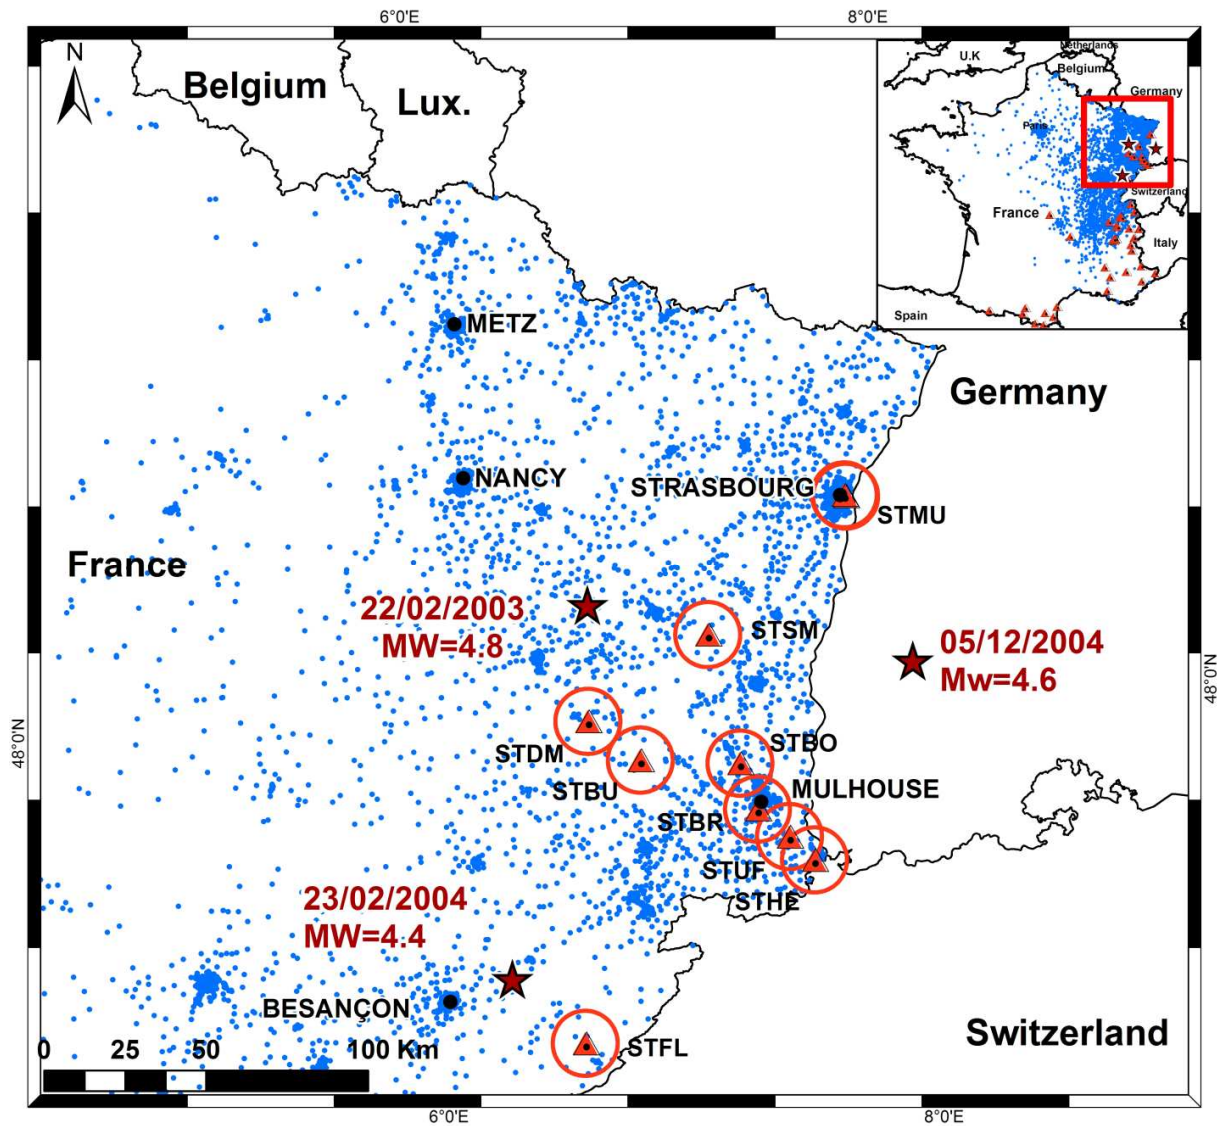 6°0'E
8°0'E
N
Belgium
Lux.
U.K
Netherlands
Belgium
Germany
Paris
Switzerland
France
Italy
Spain
METZ
Germany
NANCY
STRASBOURG
STMU
France
22/02/2003
MW=4.8
STSM
05/12/2004
Mw=4.6
48°0'N
48°0'N
STDM
STBO
STBU
MULHOUSE
STBR
STUF
STHE
23/02/2004
MW=4.4
BESANÇON
Switzerland
STFL
0 25 50 100 Km
6°0'E
8°0'E